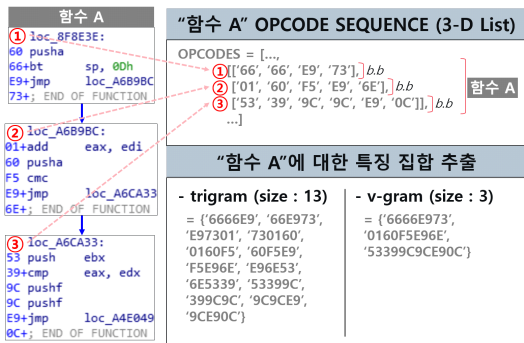 함수 A
① loc_8F8E3E:
60 pusha
66+bt sp, 0Dh
E9+jmp loc_A6B9BC
73+; END OF FUNCTION
② loc_A6B9BC:
01+add eax, edi
60 pusha
F5 cmc
E9+jmp loc_A6CA33
6E+; END OF FUNCTION
③ loc_A6CA33:
53 push ebx
39+cmp eax, edx
9C pushf
9C pushf
E9+jmp loc_A4E049
0C+; END OF FUNCTION
“함수 A” OPCODE SEQUENCE (3-D List)
OPCODES = […,
① [[‘66’, ‘66’, ‘E9’, ‘73’], b.b
② [‘01’, ‘60’, ‘F5’, ‘E9’, ‘6E’], b.b
③ [‘53’, ‘39’, ‘9C’, ‘9C’, ‘E9’, ‘0C’]], b.b
…]
함수 A
“함수 A”에 대한 특징 집합 추출
- trigram (size : 13)
= {‘6666E9’, ‘66E973’,
‘E97301’, ‘730160’,
‘0160F5’, ‘60F5E9’,
‘F5E96E’, ‘E96E53’,
‘6E5339’, ‘53399C’,
‘399C9C’, ‘9C9CE9’,
‘9CE90C’}
- v-gram (size : 3)
= {‘6666E973’,
‘0160F5E96E’,
‘53399C9CE90C’}